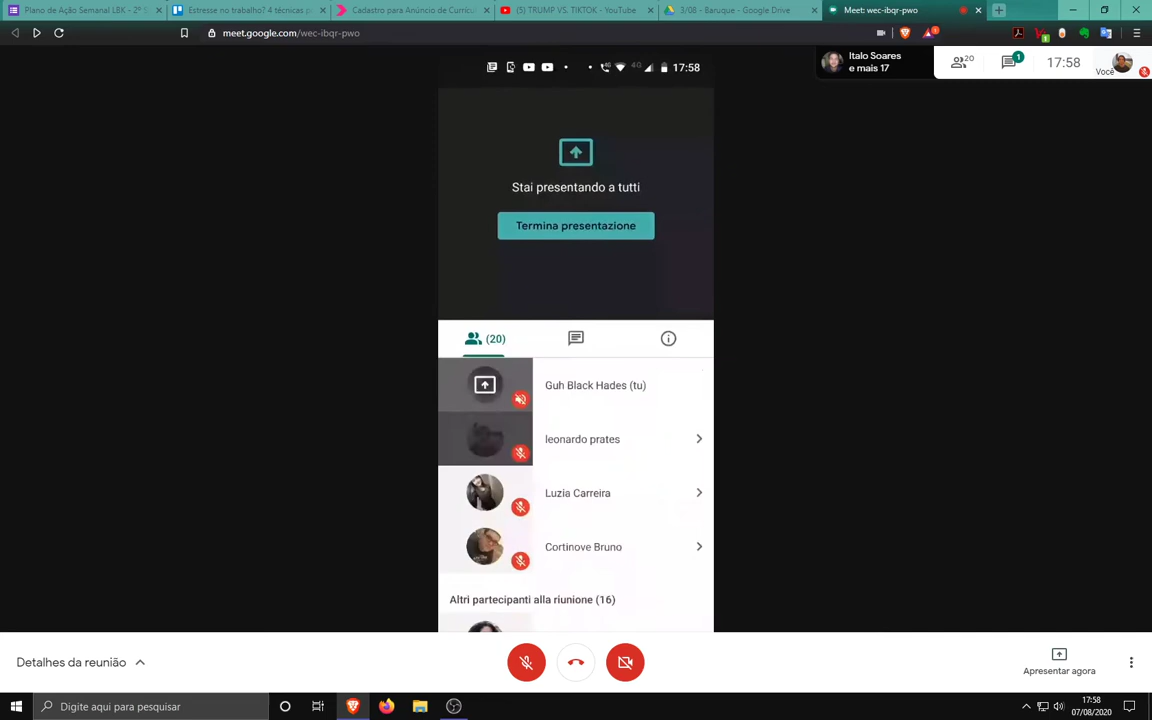 Plano de Ação Semanal LBK – 2º S
Estresse no trabalho? 4 técnicas p
Cadastro para Anúncio de Currícu
(5) TRUMP VS. TIKTOK - YouTube
3/08 - Baruque - Google Drive
Meet: wec-ibqr-pwo
meet.google.com/wec-ibqr-pwo
Italo Soares
e mais 17
20
1
17:58
Você
4G
17:58
Stai presentando a tutti
Termina presentazione
(20)
Guh Black Hades (tu)
leonardo prates
Luzia Carreira
Cortinove Bruno
Altri partecipanti alla riunione (16)
Detalhes da reunião
Apresentar agora
Digite aqui para pesquisar
17:58
07/08/2020